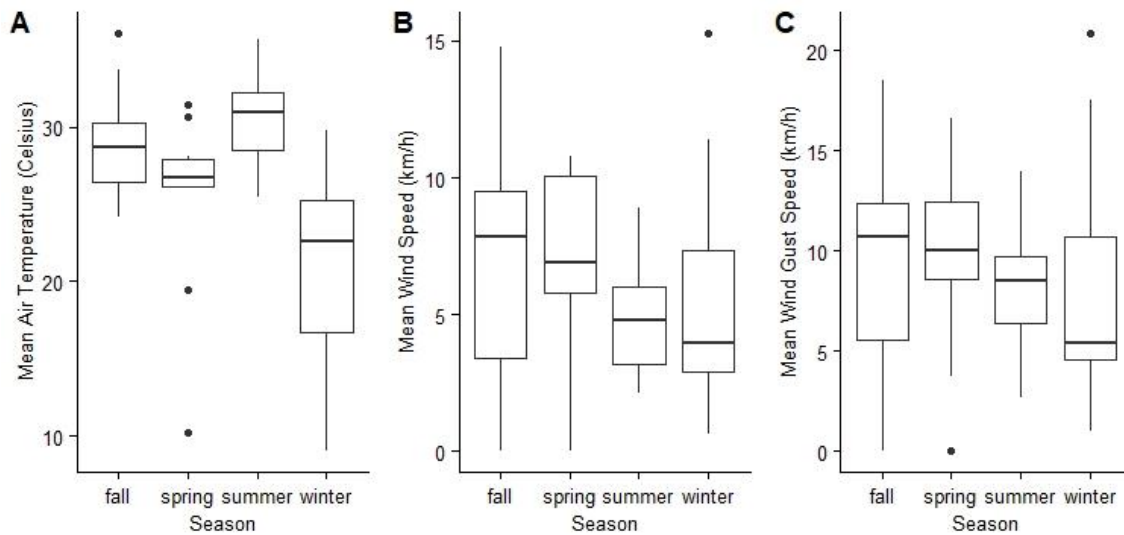 A
Mean Air Temperature (Celsius)
30
20
10
fall spring summer winter
Season
B
Mean Wind Speed (km/h)
15
10
5
0
fall spring summer winter
Season
C
Mean Wind Gust Speed (km/h)
20
15
10
5
0
fall spring summer winter
Season